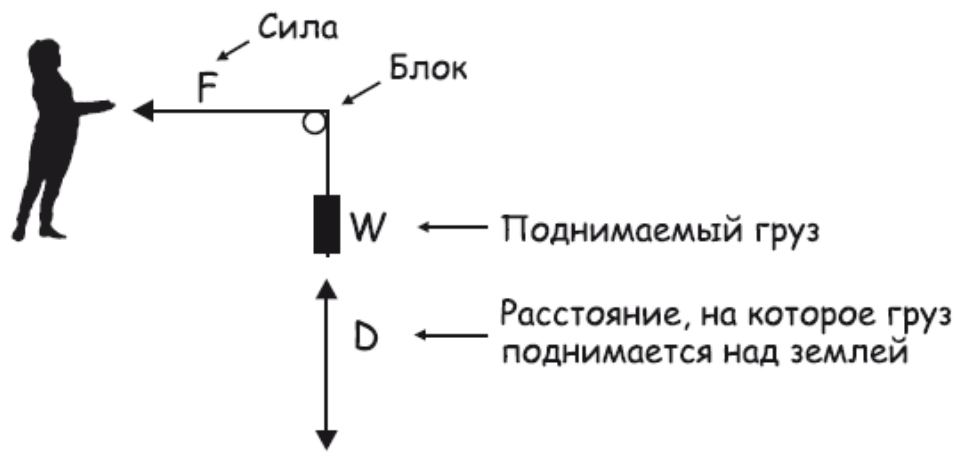 Сила
F
Блок
W
Поднимаемый груз
D
Расстояние, на которое груз
поднимается над землей